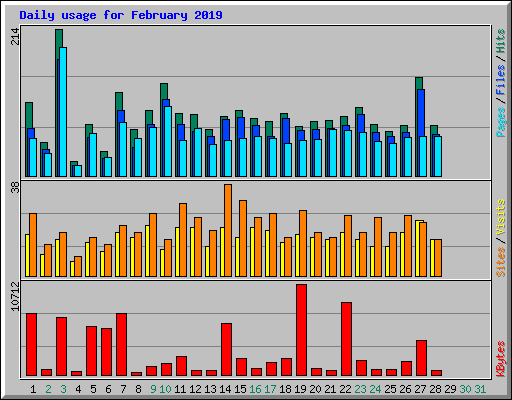 Daily usage for February 2019
214
Pages / Files / Hits
38
Sites / Visits
10712
KBytes
1 2 3 4 5 6 7 8 9 10 11 12 13 14 15 16 17 18 19 20 21 22 23 24 25 26 27 28 29 30 31